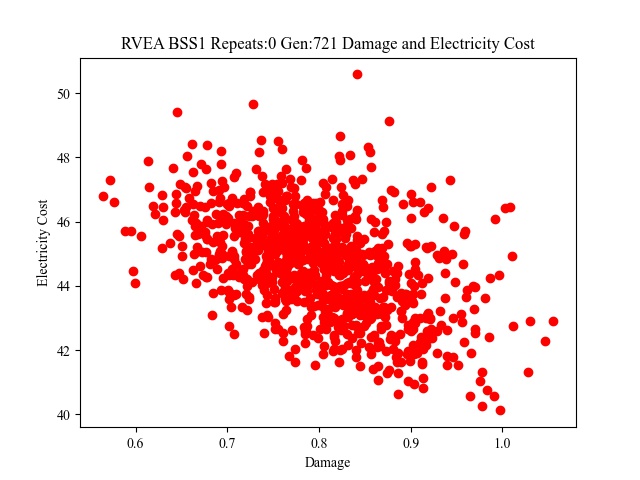 RVEA BSS1 Repeats:0 Gen:721 Damage and Electricity Cost
50
48
46
44
42
40
Electricity Cost
0.6 0.7 0.8 0.9 1.0
Damage